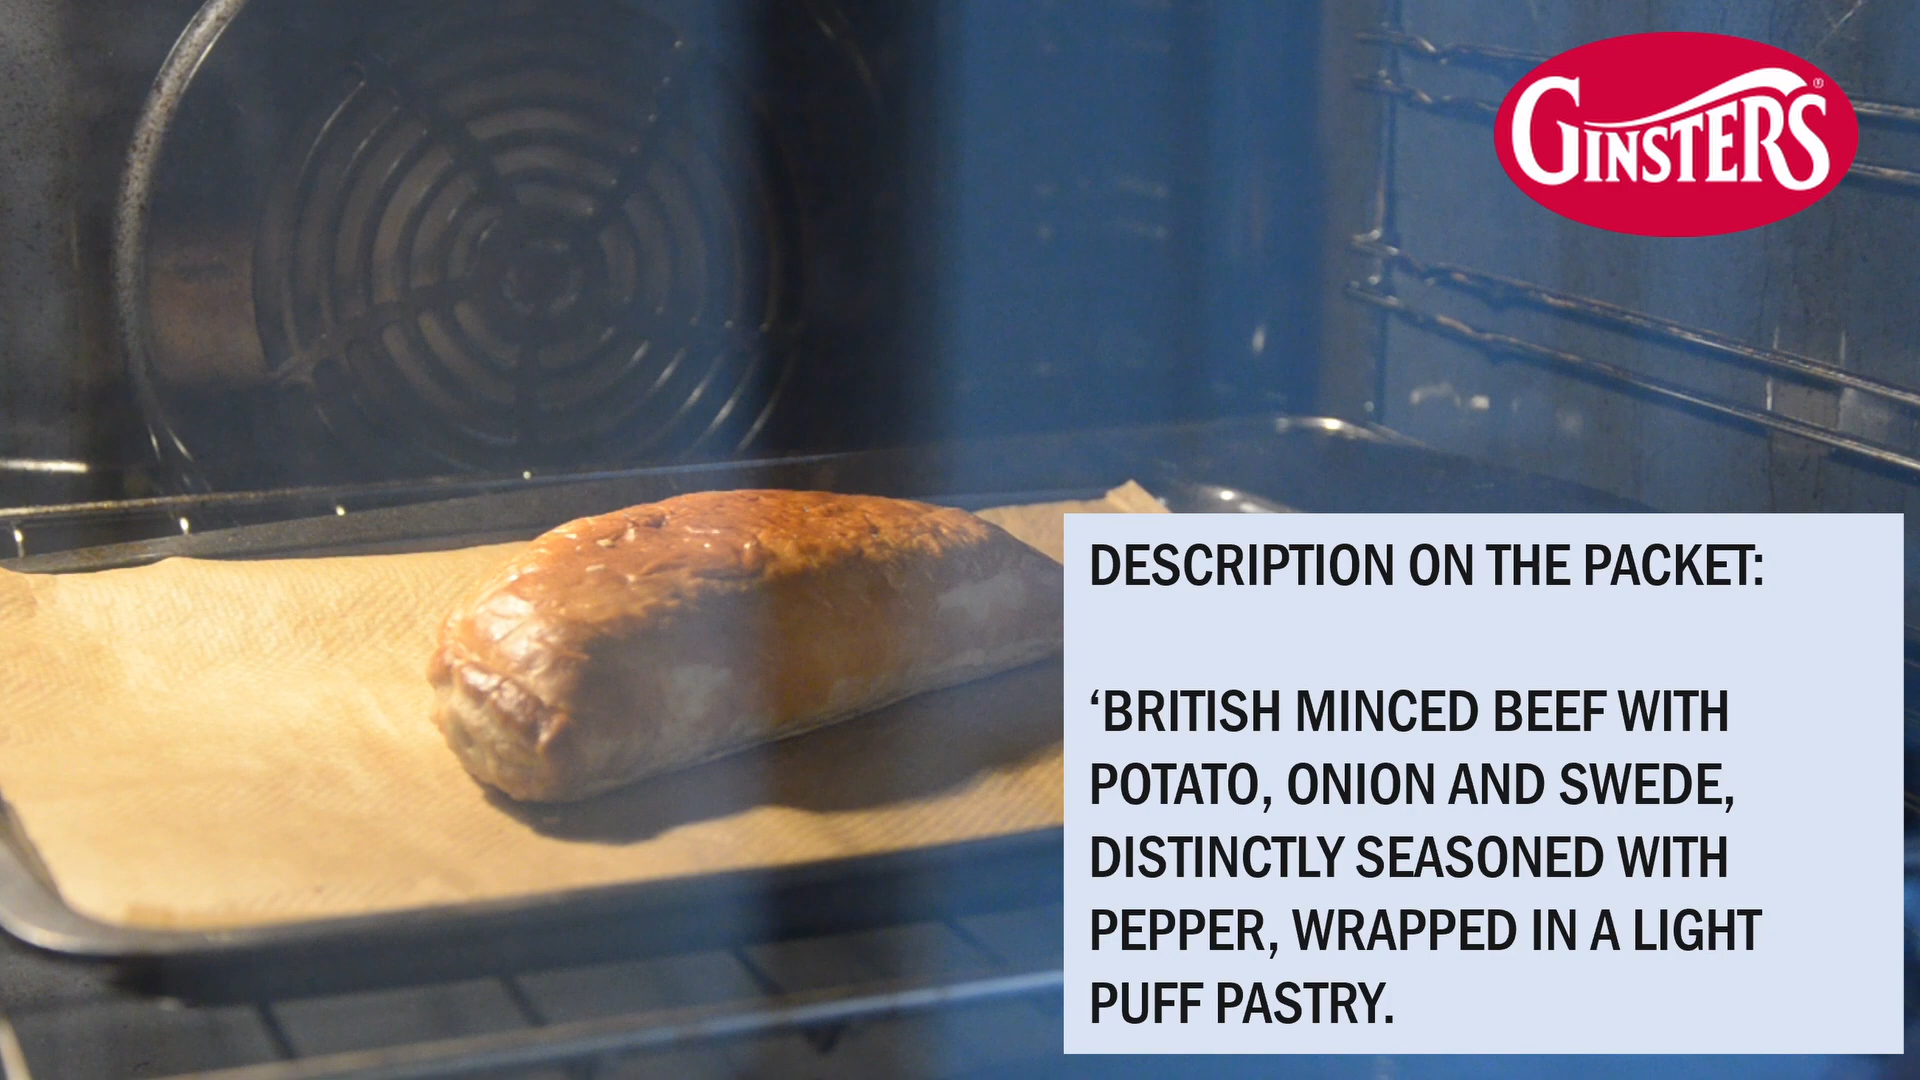 GINSTERS®
DESCRIPTION ON THE PACKET:
‘BRITISH MINCED BEEF WITH
POTATO, ONION AND SWEDE,
DISTINCTLY SEASONED WITH
PEPPER, WRAPPED IN A LIGHT
PUFF PASTRY.